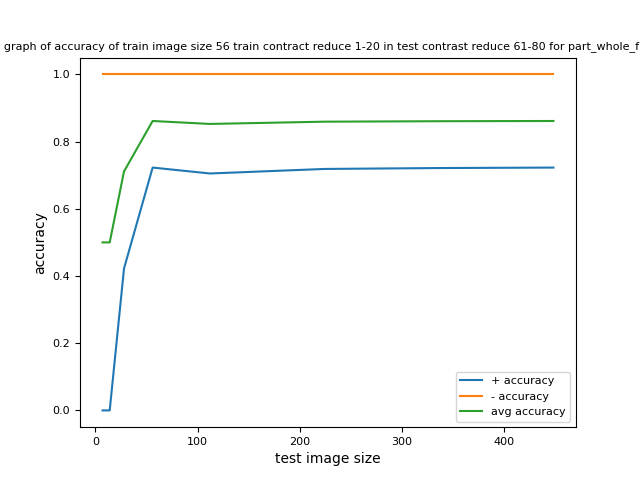 graph of accuracy of train image size 56 train contract reduce 1-20 in test contrast reduce 61-80 for part_whole_f
1.0
0.8
0.6
0.4
0.2
0.0
accuracy
0 100 200 300 400
test image size
+ accuracy
- accuracy
avg accuracy